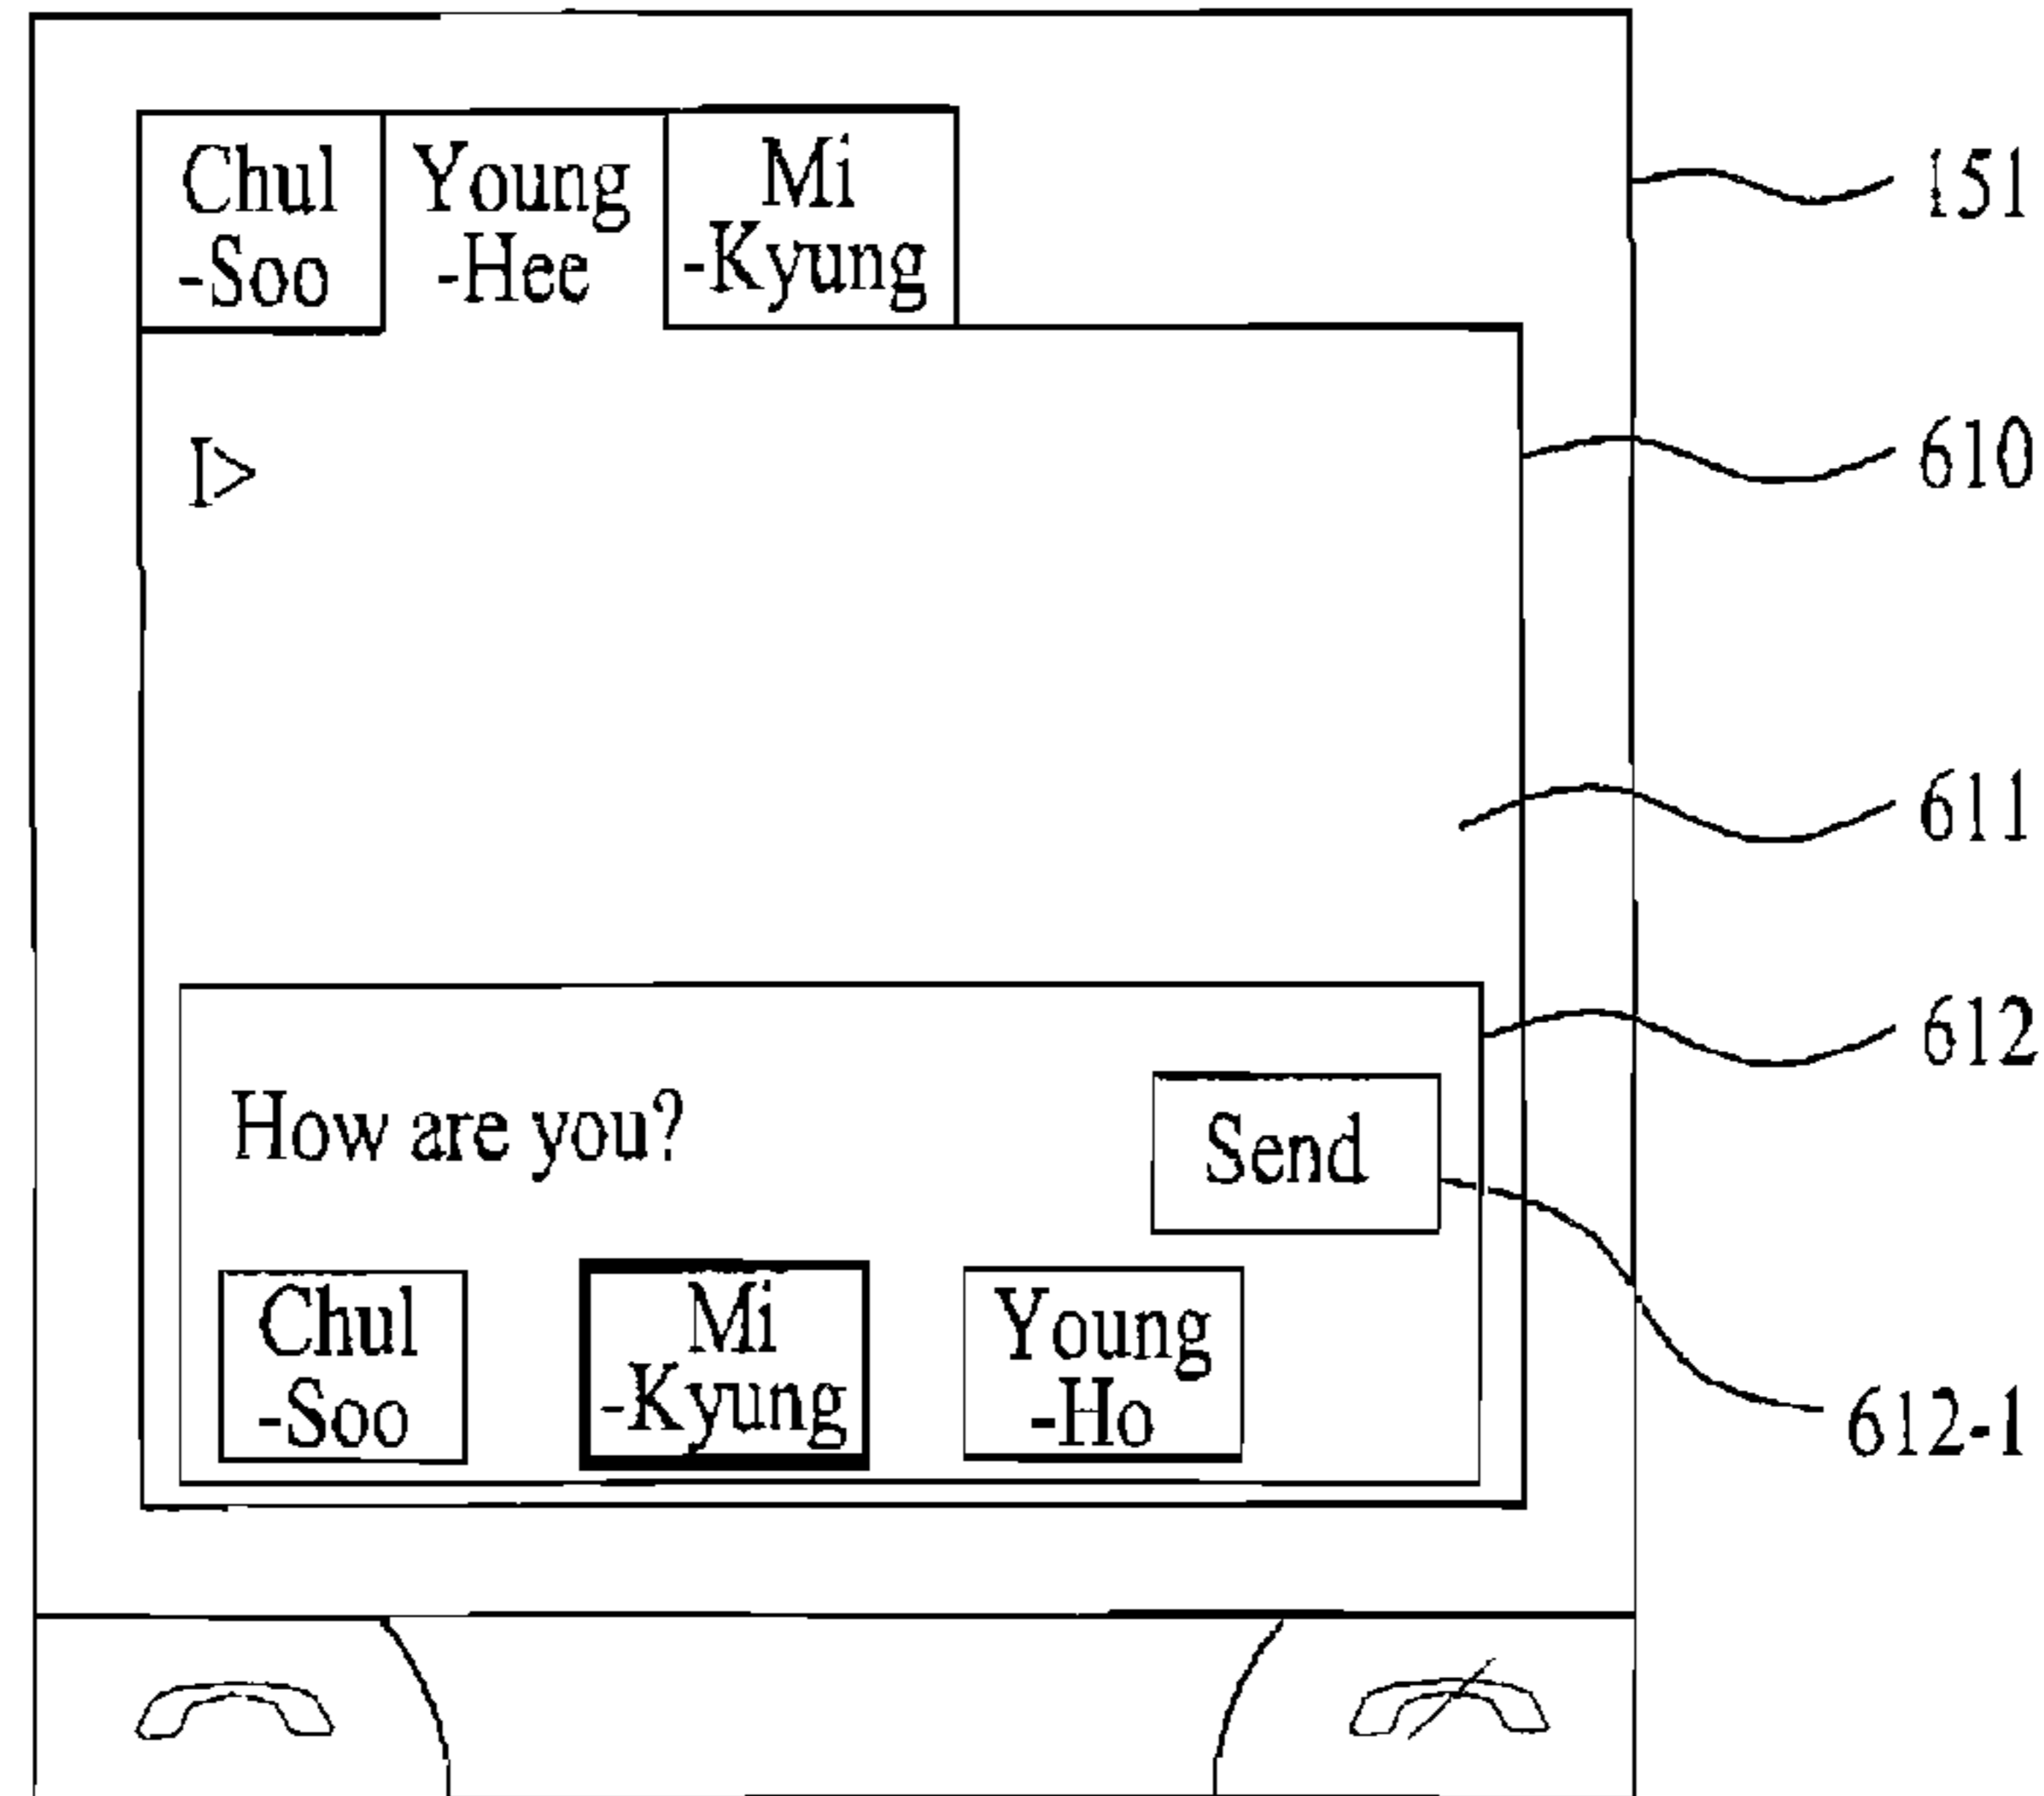 Chul
-Soo
Young
-Hee
Mi
-Kyung
151
I>
610
611
612
How are you?
Send
Chul
-Soo
Mi
-Kyung
Young
-Ho
612-1